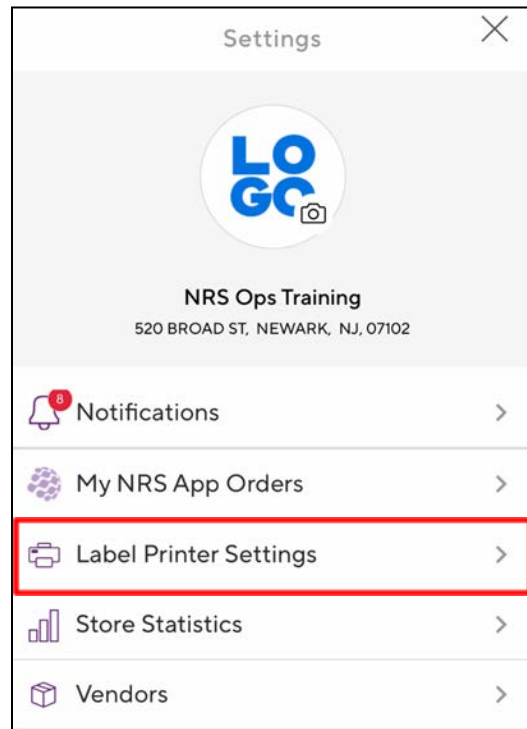 Settings
LO
GO
NRS Ops Training
520 BROAD ST, NEWARK, NJ, 07102
8
Notifications
My NRS App Orders
Label Printer Settings
Store Statistics
Vendors